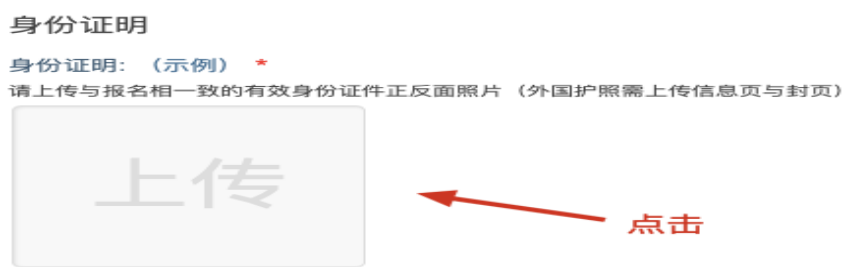 身份证明
身份证明: (示例) *
请上传与报名相一致的有效身份证件正反面照片 (外国护照需上传信息页与封页)
上传
点击